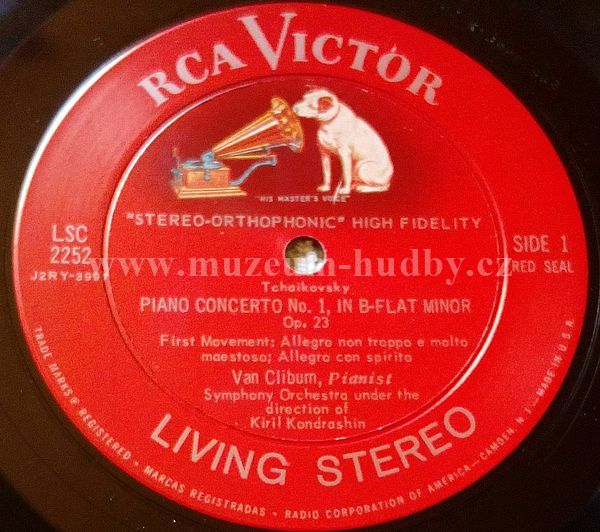 RCA VICTOR
"HIS MASTER'S VOICE"
"STEREO-ORTHOPHONIC" HIGH FIDELITY
LSC
2252
J2RY-399
SIDE 1
RED SEAL
www.muzeum-hudby.cz
Tchaikovsky
PIANO CONCERTO No. 1, IN B-FLAT MINOR
Op. 23
First Movement: Allegro non troppo e molto
maestoso; Allegro con spirito
Van Cliburn, Pianist
Symphony Orchestra under the
direction of
Kiril Kondrashin
LIVING STEREO
TRADE MARKS ® REGISTERED • MARCAS REGISTRADAS • RADIO CORPORATION OF AMERICA—CAMDEN, N. J.—MADE IN U.S.A.